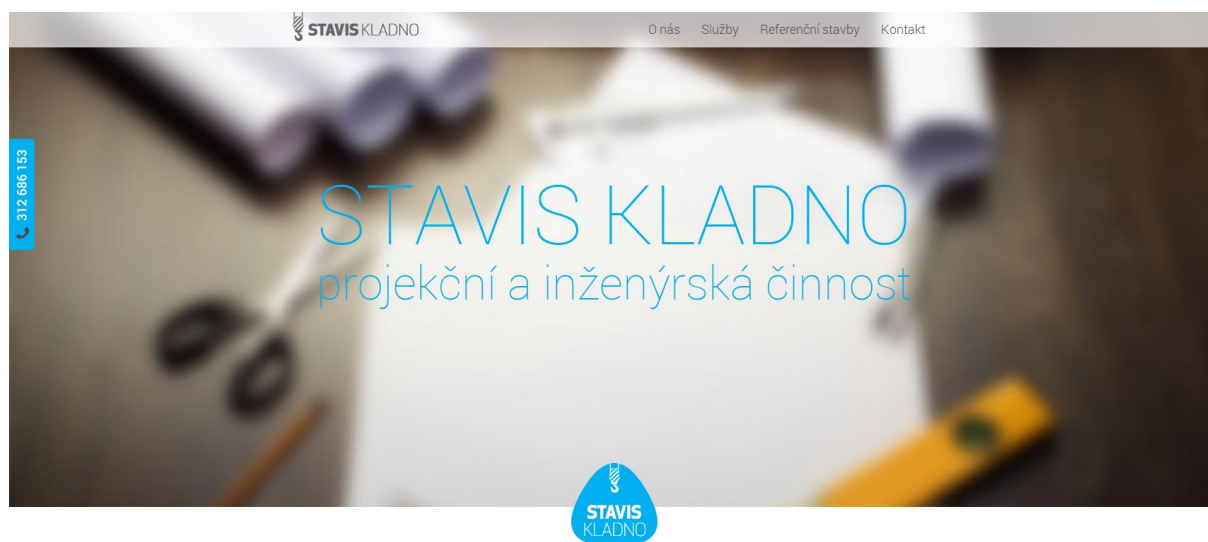 STAVIS KLADNO
O nás Služby Referenční stavby Kontakt
312 686 153
STAVIS KLADNO
projekční a inženýrská činnost
STAVIS
KLADNO